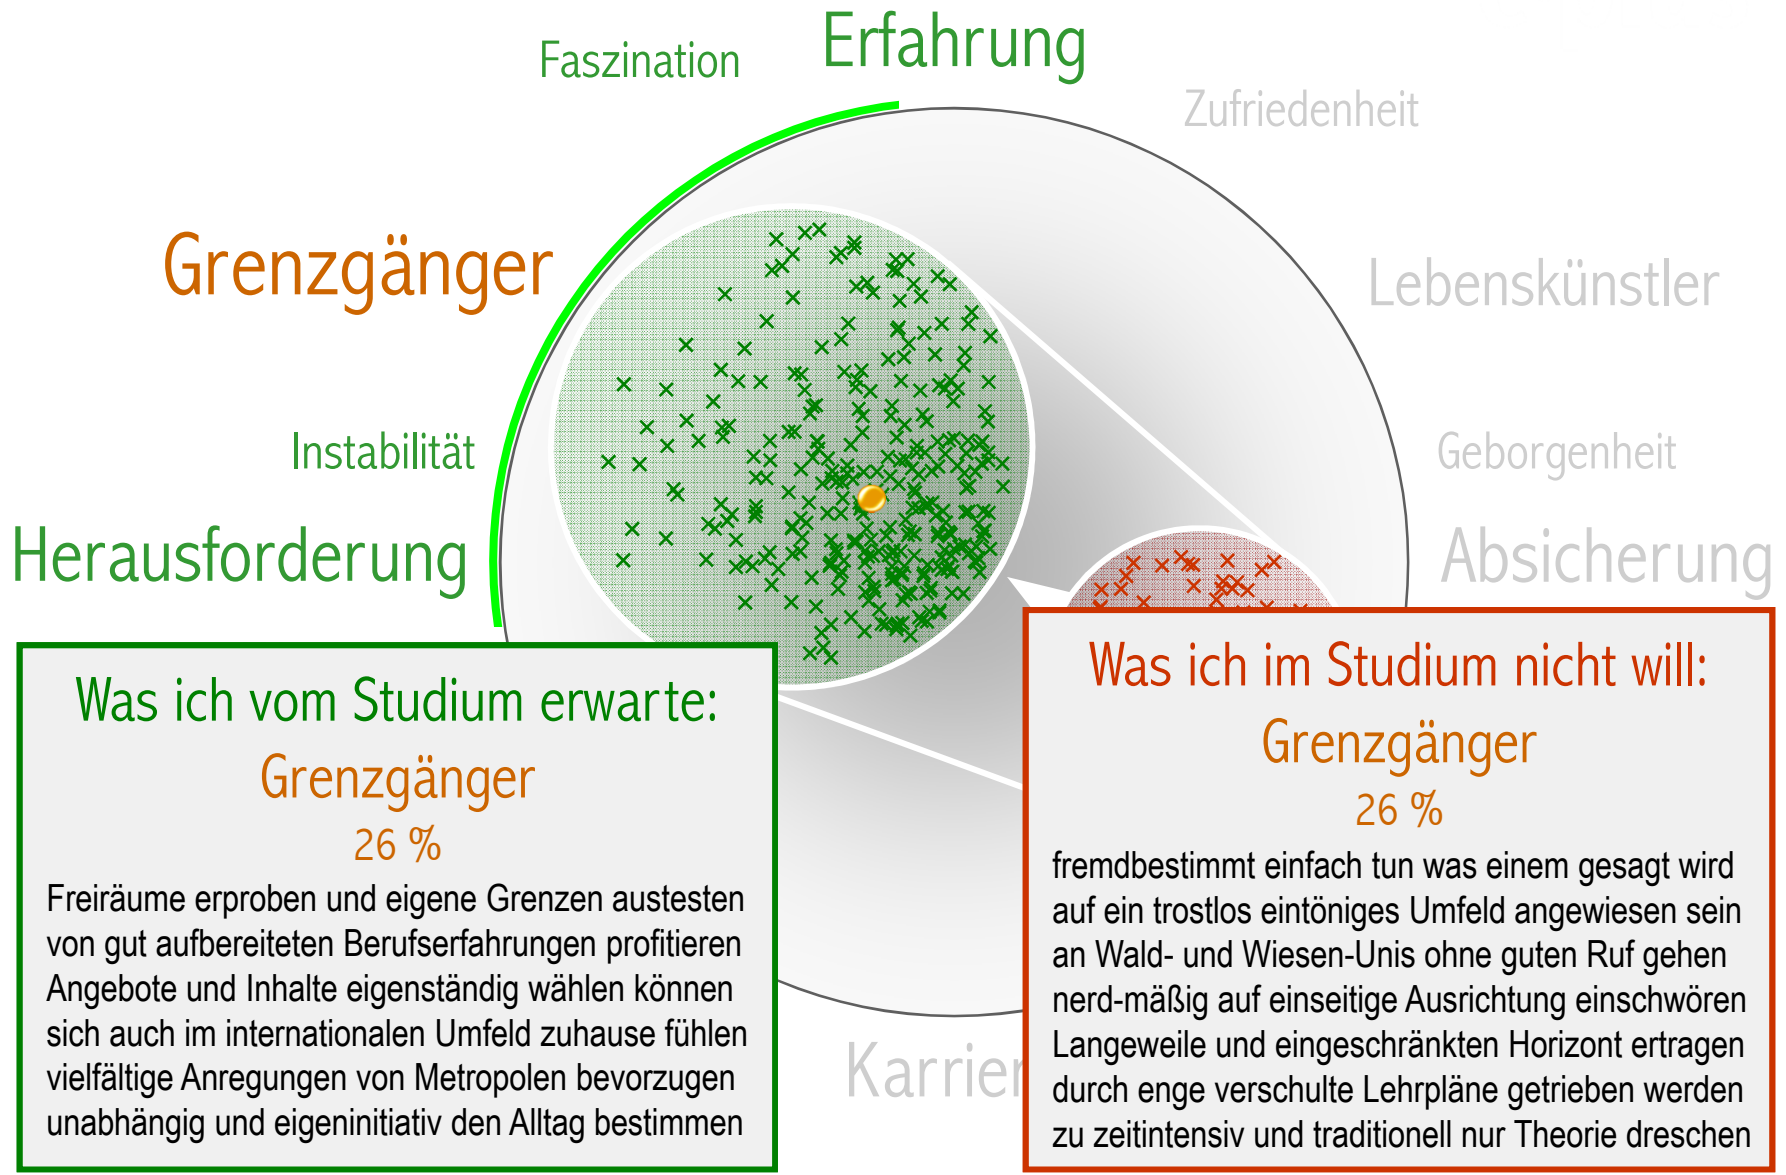 Faszination
Erfahrung
Zufriedenheit
Grenzgänger
Lebenskünstler
Instabilität
Geborgenheit
Herausforderung
Absicherung
Was ich vom Studium erwarte:
Grenzgänger
26 %
Freiräume erproben und eigene Grenzen austesten
von gut aufbereiteten Berufserfahrungen profitieren
Angebote und Inhalte eigenständig wählen können
sich auch im internationalen Umfeld zuhause fühlen
vielfältige Anregungen von Metropolen bevorzugen
unabhängig und eigeninitiativ den Alltag bestimmen
Was ich im Studium nicht will:
Grenzgänger
26 %
fremdbestimmt einfach tun was einem gesagt wird
auf ein trostlos eintöniges Umfeld angewiesen sein
an Wald- und Wiesen-Unis ohne guten Ruf gehen
nerd-mäßig auf einseitige Ausrichtung einschwören
Langeweile und eingeschränkten Horizont ertragen
durch enge verschulte Lehrpläne getrieben werden
zu zeitintensiv und traditionell nur Theorie dreschen
Karrier